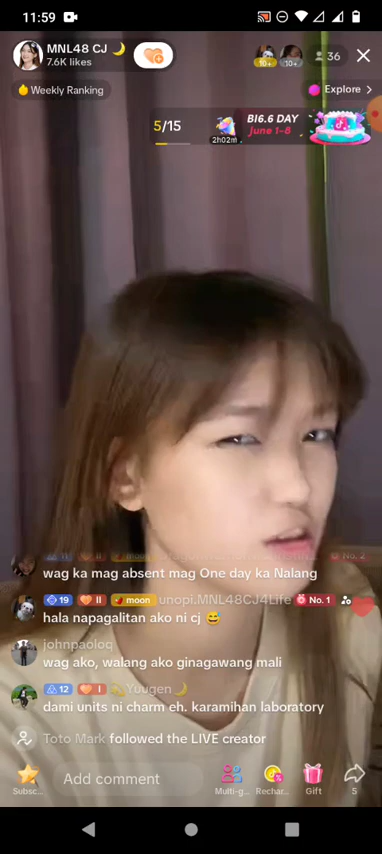 11:59
MNL48 CJ 🌙
7.6K likes
10+
10+
36
Weekly Ranking
Explore >
5/15
2h02m
BI6.6 DAY
June 1-8
No. 2
wag ka mag absent mag One day ka Nalang
19 II moon unopi.MNL48CJ4Life No. 1
hala napagalitan ako ni cj 😅
johnpaolog
wag ako, walang ako ginagawang mali
12 I 💫Yuugen 🌙
dami units ni charm eh. karamihan laboratory
Toto Mark followed the LIVE creator
Subsc...
Add comment
Multi-g...
Rechar...
Gift
5